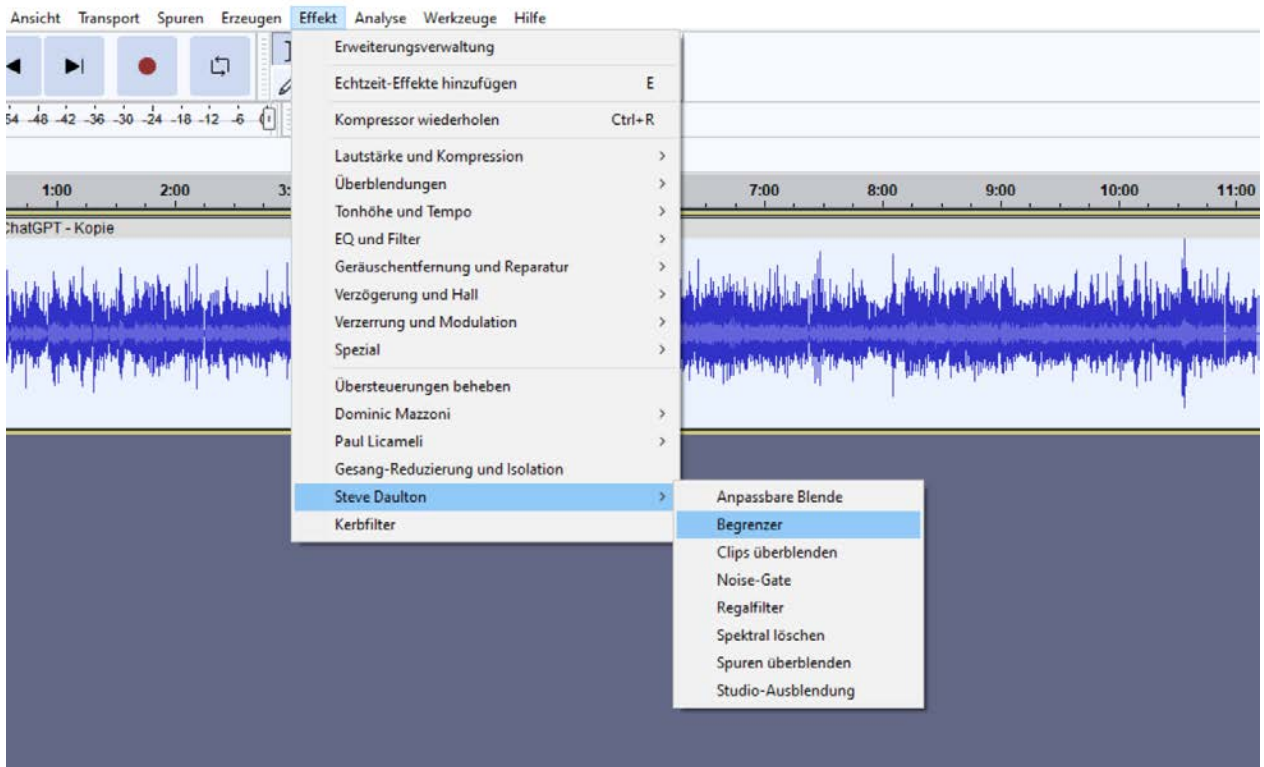 Ansicht Transport Spuren Erzeugen Effekt Analyse Werkzeuge Hilfe
Erweiterungsverwaltung
Echtzeit-Effekte hinzufügen E
-48 -42 -36 -30 -24 -18 -12 -6
Kompressor wiederholen Ctrl+R
Lautstärke und Kompression
1:00 2:00 3: 7:00 8:00 9:00 10:00 11:00
Überblendungen
Tonhöhe und Tempo
hatGPT - Kopie
EQ und Filter
Geräuschentfernung und Reparatur
Verzögerung und Hall
Verzerrung und Modulation
Spezial
Übersteuerungen beheben
Dominic Mazzoni
Paul Licameli
Gesang-Reduzierung und Isolation
Steve Daulton
Kerbfilter
Anpassbare Blende
Begrenzer
Clips überblenden
Noise-Gate
Regalfilter
Spektral löschen
Spuren überblenden
Studio-Ausblendung